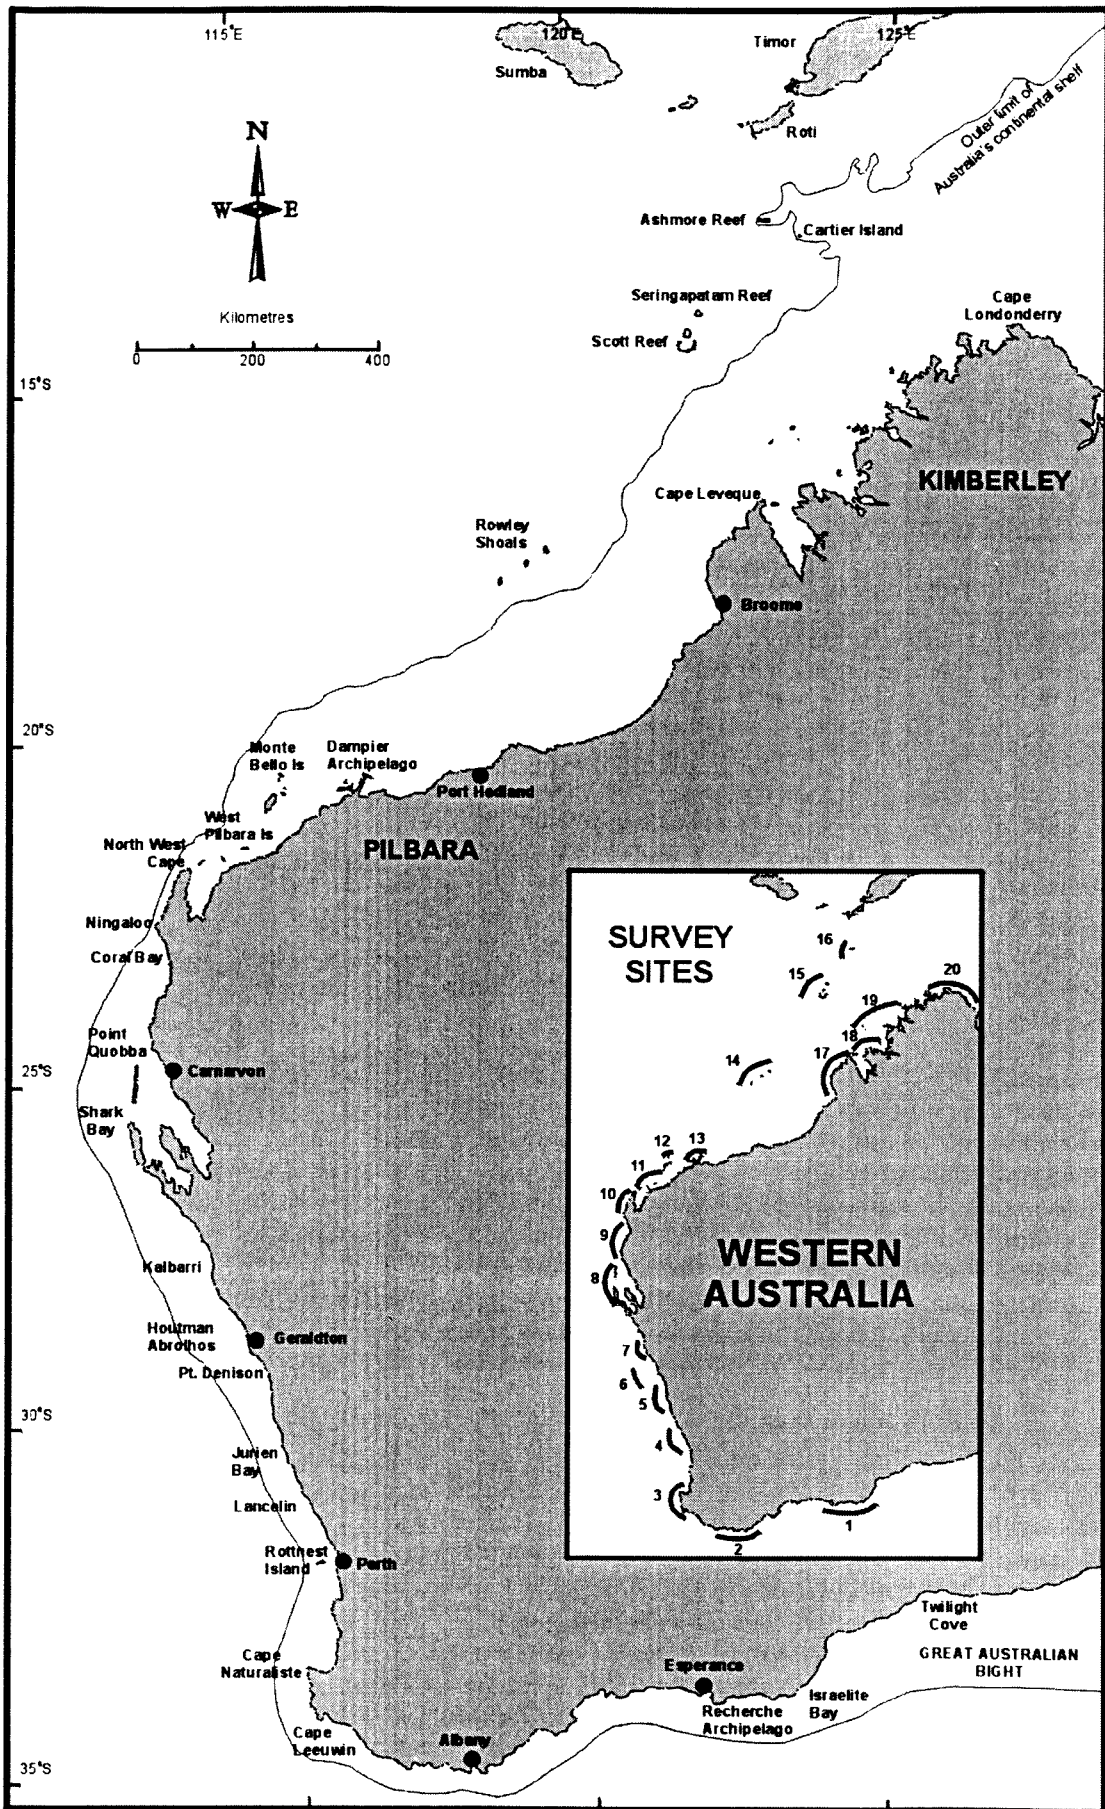 115°E
120°E
125°E
Timor
Sumba
Roti
Outer limit of
Australia's continental shelf
N
W
E
Ashmore Reef
Cartier Island
Seringapatam Reef
Cape
Londonderry
Kilometres
Scott Reef
0
200
400
15°S
KIMBERLEY
Cape Leveque
Rowley
Shoals
Broome
20°S
Monte
Bello Is
Dampier
Archipelago
Port Hedland
West
Pilbara Is
North West
Cape
PILBARA
Ningaloo
Coral Bay
SURVEY
SITES
16
15
20
19
18
17
14
12
13
11
10
9
8
7
6
5
4
3
2
1
WESTERN
AUSTRALIA
Point
Quobba
Carnarvon
25°S
Shark
Bay
Kalbarri
Houtman
Abrolhos
Geraldton
Pt. Denison
30°S
Jurien
Bay
Lancelin
Rottnest
Island
Perth
Twilight
Cove
Cape
Naturaliste
Esperance
GREAT AUSTRALIAN
BIGHT
Israelite
Bay
Recherche
Archipelago
Cape
Leeuwin
Albany
35°S